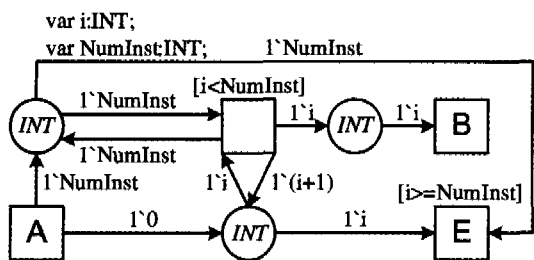 var i:INT;
var NumInst:INT; 1`NumInst
[i<NumInst]
1`NumInst
INT 1`i INT 1`i B
1`NumInst
1`NumInst 1`i 1`(i+1)
[i>=NumInst]
A 1`0 INT 1`i E